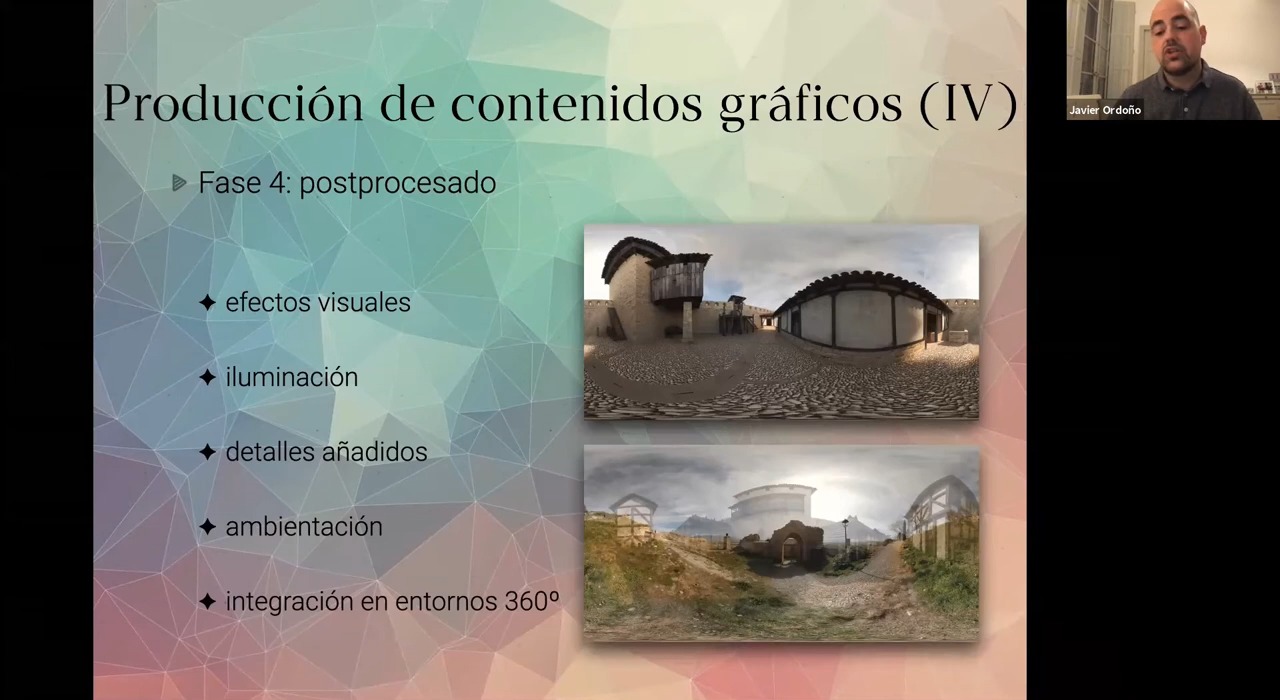 Producción de contenidos gráficos (IV)
Fase 4: postprocesado
efectos visuales
iluminación
detalles añadidos
ambientación
integración en entornos 360º
Javier Ordoño